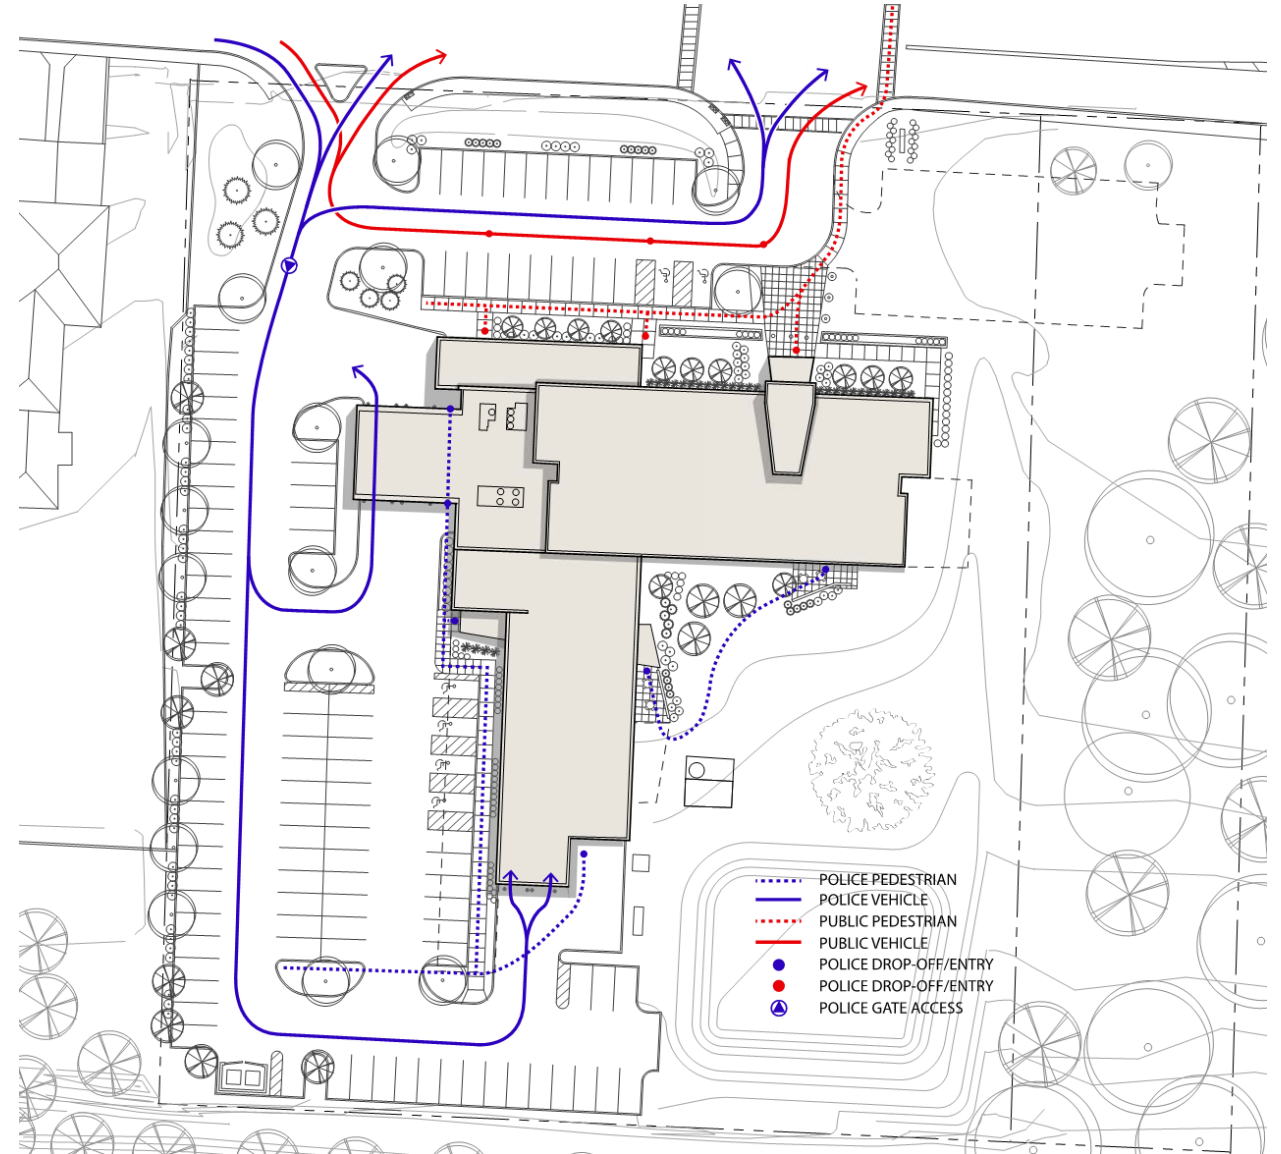 POLICE PEDESTRIAN
POLICE VEHICLE
PUBLIC PEDESTRIAN
PUBLIC VEHICLE
POLICE DROP-OFF/ENTRY
POLICE DROP-OFF/ENTRY
POLICE GATE ACCESS